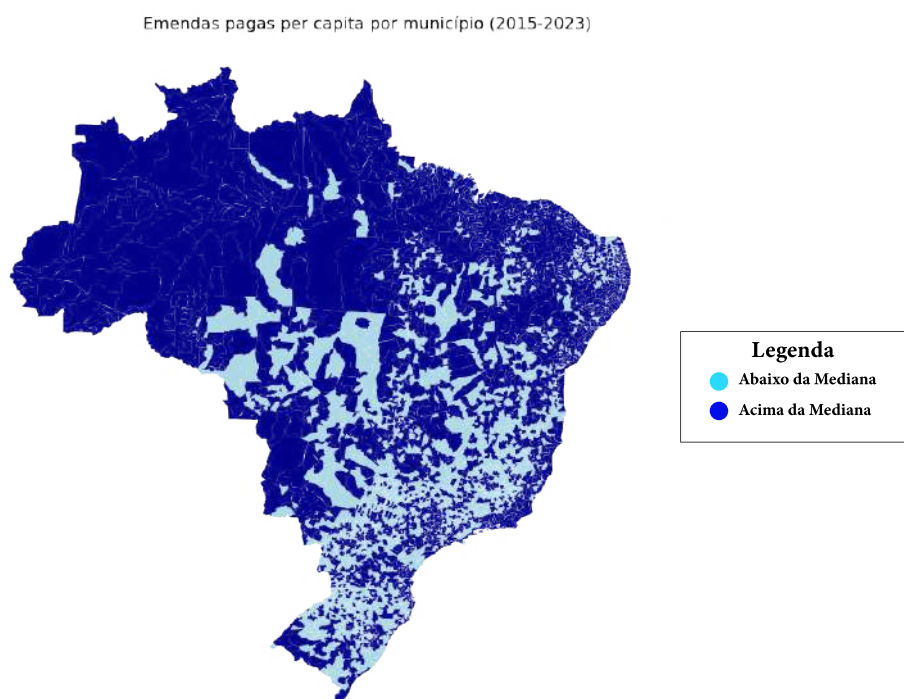 Emendas pagas per capita por município (2015-2023)
Legenda
Abaixo da Mediana
Acima da Mediana